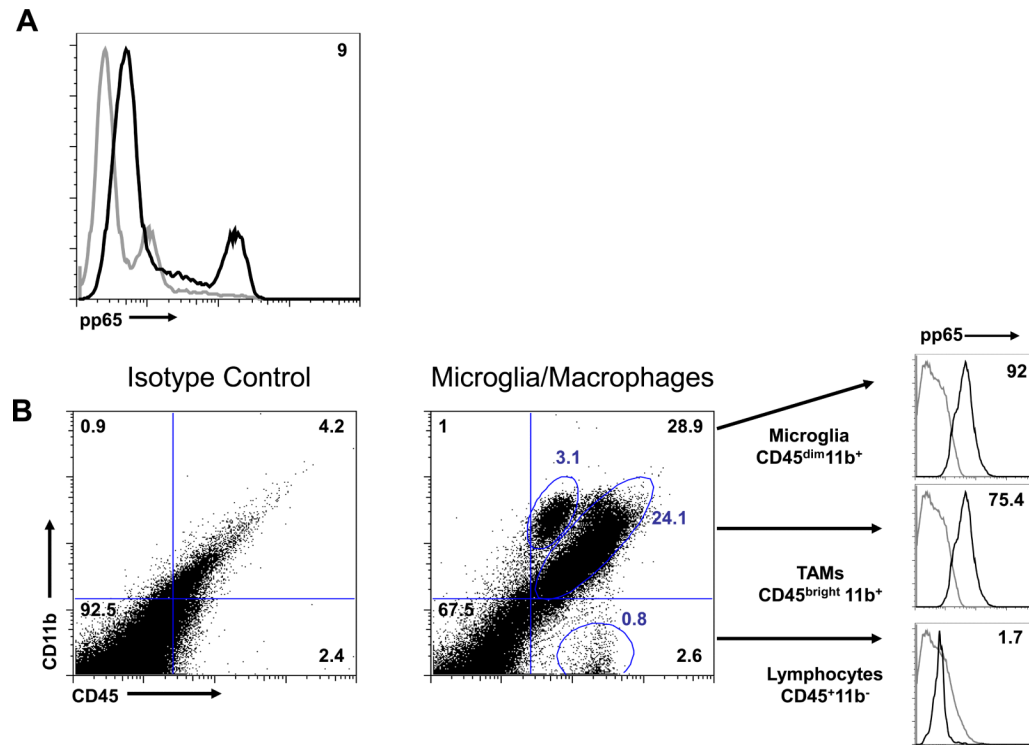 A
9
pp65
Isotype Control
Microglia/Macrophages
B
0.9
4.2
92.5
2.4
CD11b
CD45
1
28.9
3.1
24.1
67.5
0.8
2.6
pp65
Microglia
CD45dim11b+
92
TAMs
CD45bright 11b+
75.4
Lymphocytes
CD45+11b-
1.7